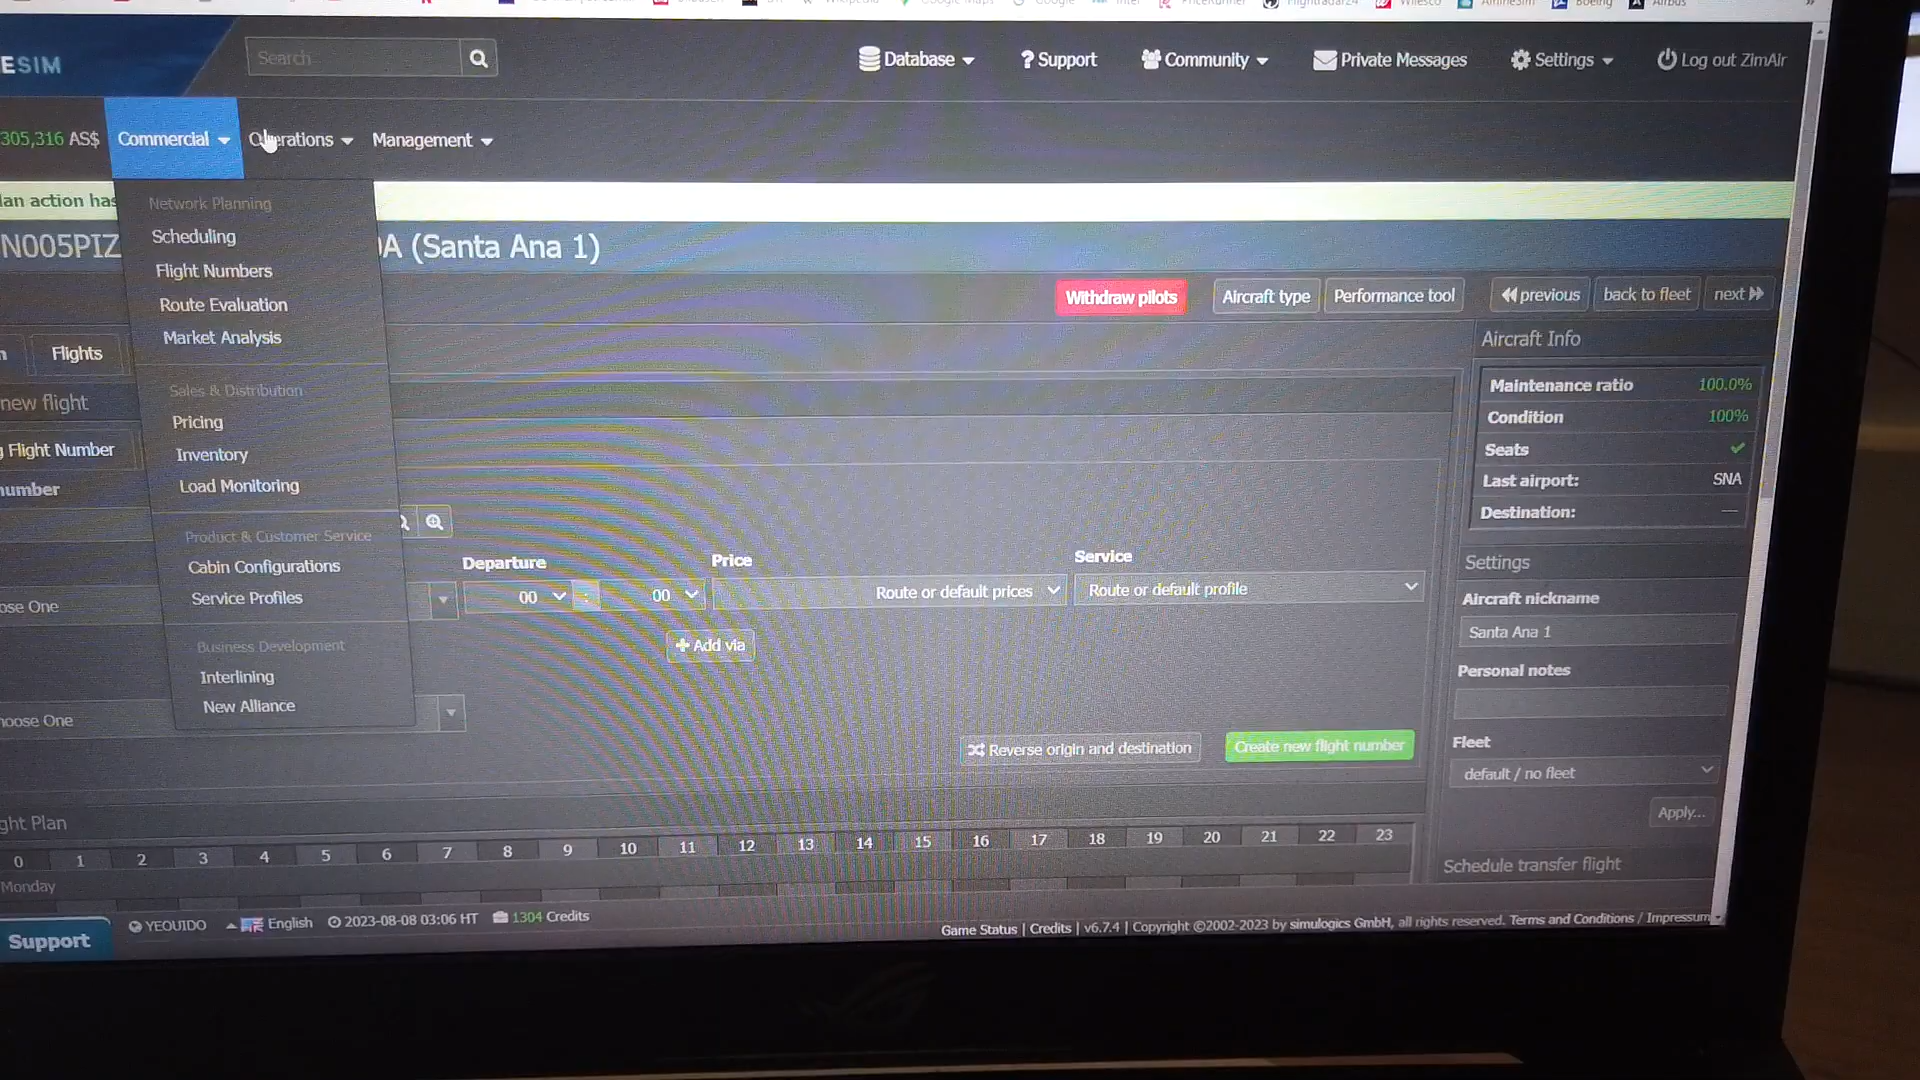 ESIM
Search
Database
? Support
Community
Private Messages
Settings
Log out ZimAir
305,316 AS$
Commercial
Operations
Management
lan action has
Network Planning
Scheduling
Flight Numbers
Route Evaluation
Market Analysis
Sales & Distribution
Pricing
Inventory
Load Monitoring
Product & Customer Service
Cabin Configurations
Service Profiles
Business Development
Interlining
New Alliance
N005PIZ
A (Santa Ana 1)
Withdraw pilots
Aircraft type
Performance tool
previous
back to fleet
next
Flights
new flight
g Flight Number
number
ose One
hoose One
Departure
00 : 00
Price
Route or default prices
Service
Route or default profile
+ Add via
Reverse origin and destination
Create new flight number
Aircraft Info
Maintenance ratio 100.0%
Condition 100%
Seats
Last airport: SNA
Destination: —
Settings
Aircraft nickname
Santa Ana 1
Personal notes
Fleet
default / no fleet
Apply...
Schedule transfer flight
ght Plan
0 1 2 3 4 5 6 7 8 9 10 11 12 13 14 15 16 17 18 19 20 21 22 23
Monday
Support
YEOUIDO
English
2023-08-08 03:06 HT
1304 Credits
Game Status | Credits | v6.7.4 | Copyright ©2002-2023 by simulogics GmbH, all rights reserved. Terms and Conditions / Impressum